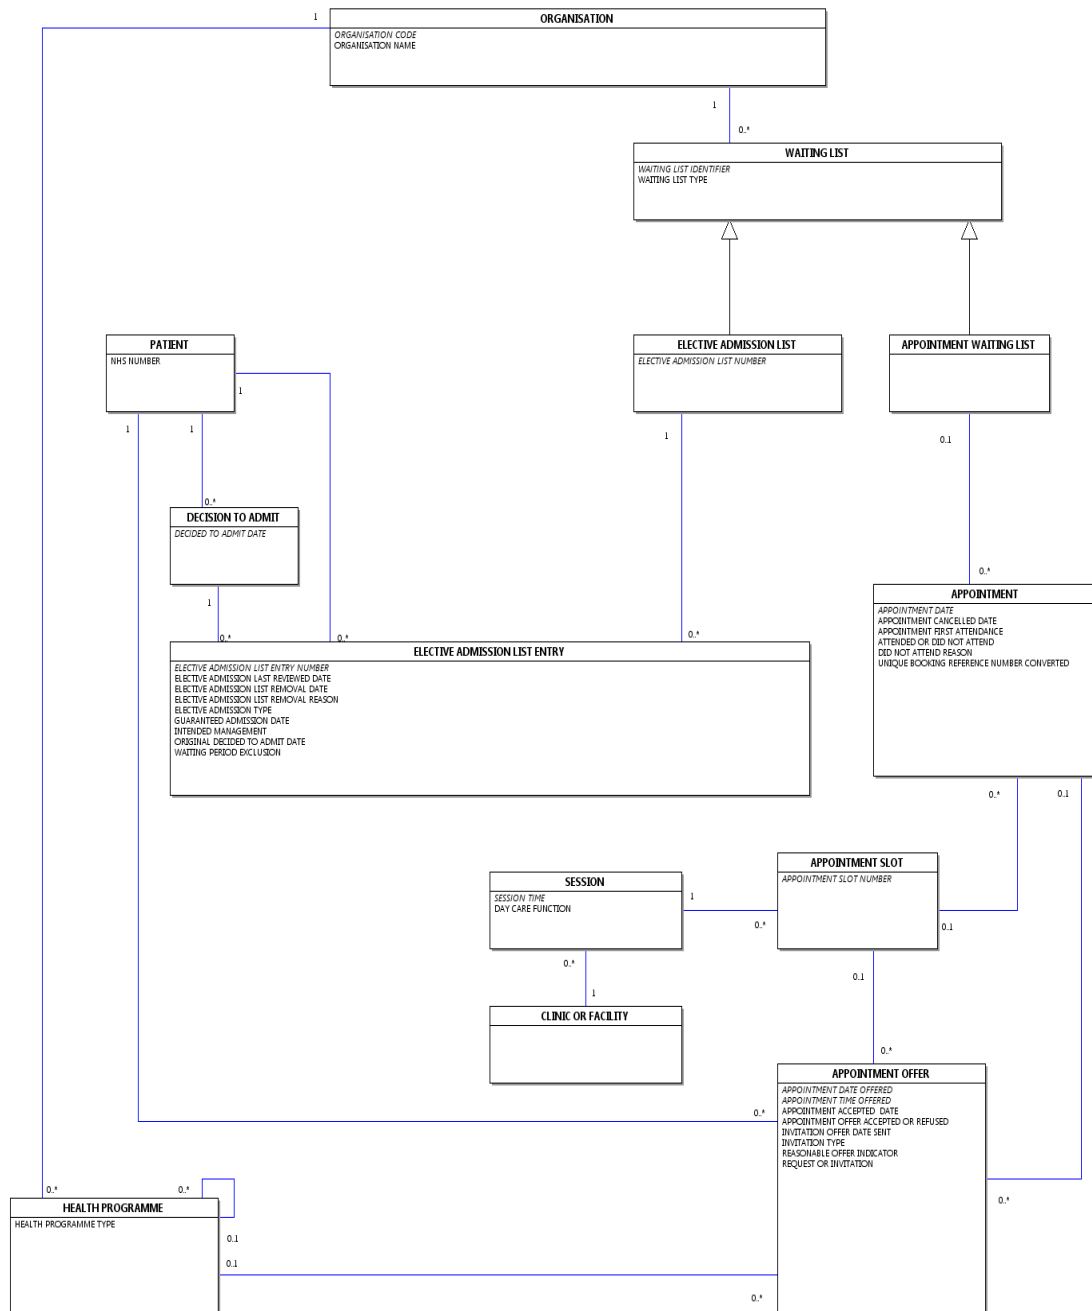 1
ORGANISATION
ORGANISATION CODE
ORGANISATION NAME
1
0..*
WAITING LIST
WAITING LIST IDENTIFIER
WAITING LIST TYPE
PATIENT
NHS NUMBER
ELECTIVE ADMISSION LIST
ELECTIVE ADMISSION LIST NUMBER
APPOINTMENT WAITING LIST
1
1
1
1
0..1
0..*
DECISION TO ADMIT
DECIDED TO ADMIT DATE
0..*
APPOINTMENT
APPOINTMENT DATE
APPOINTMENT CANCELLED DATE
APPOINTMENT FIRST ATTENDANCE
ATTENDED OR DID NOT ATTEND
DID NOT ATTEND REASON
UNIQUE BOOKING REFERENCE NUMBER CONVERTED
1
0..*
0..*
0..*
ELECTIVE ADMISSION LIST ENTRY
ELECTIVE ADMISSION LIST ENTRY NUMBER
ELECTIVE ADMISSION LAST REVIEWED DATE
ELECTIVE ADMISSION LIST REMOVAL DATE
ELECTIVE ADMISSION LIST REMOVAL REASON
ELECTIVE ADMISSION TYPE
GUARANTEED ADMISSION DATE
INTENDED MANAGEMENT
ORIGINAL DECIDED TO ADMIT DATE
WAITING PERIOD EXCLUSION
0..*
0..1
SESSION
SESSION TIME
DAY CARE FUNCTION
1
0..*
APPOINTMENT SLOT
APPOINTMENT SLOT NUMBER
0..1
0..*
1
0..1
CLINIC OR FACILITY
0..*
APPOINTMENT OFFER
APPOINTMENT DATE OFFERED
APPOINTMENT TIME OFFERED
APPOINTMENT ACCEPTED  DATE
APPOINTMENT OFFER ACCEPTED OR REFUSED
INVITATION OFFER DATE SENT
INVITATION TYPE
REASONABLE OFFER INDICATOR
REQUEST OR INVITATION
0..*
0..*
0..*
0..*
HEALTH PROGRAMME
HEALTH PROGRAMME TYPE
0..1
0..1
0..*